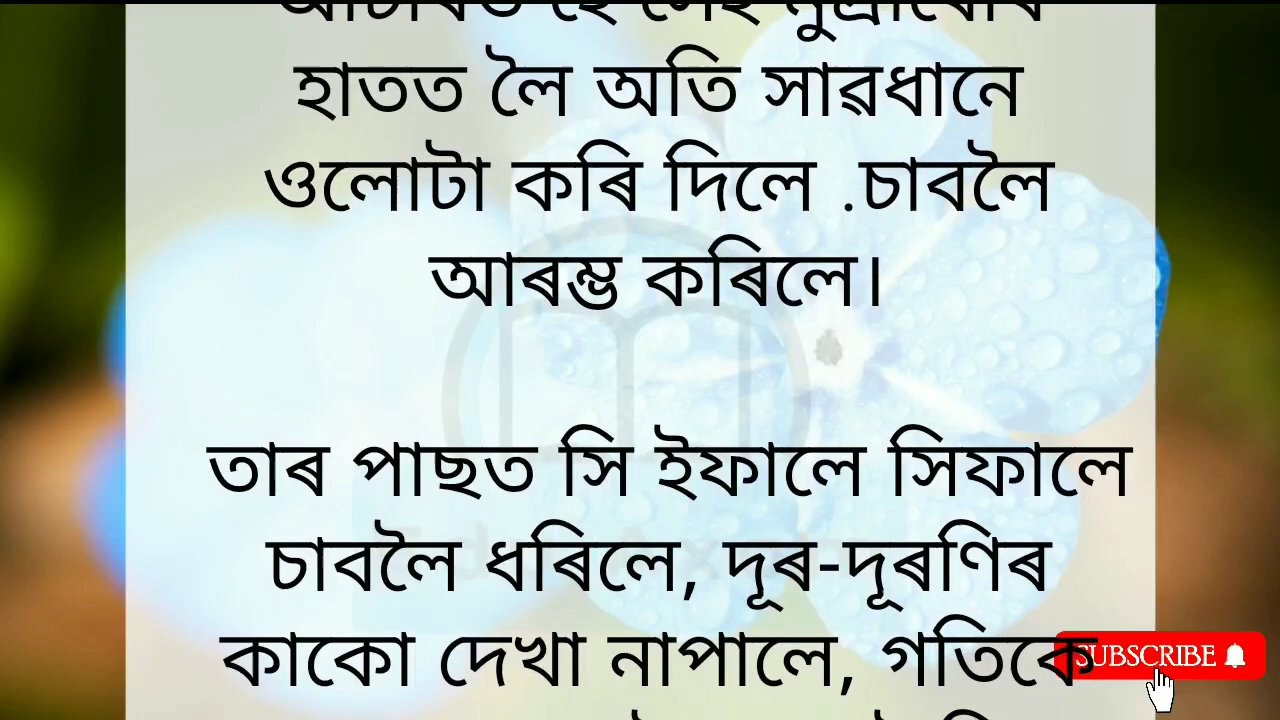 হাতত লৈ অতি সাৱধানে
ওলোটা কৰি দিলে .চাবলৈ
আৰম্ভ কৰিলে।
তাৰ পাছত সি ইফালে সিফালে
চাবলৈ ধৰিলে, দূৰ-দূৰণিৰ
কাকো দেখা নাপালে, গতিকে
SUBSCRIBE